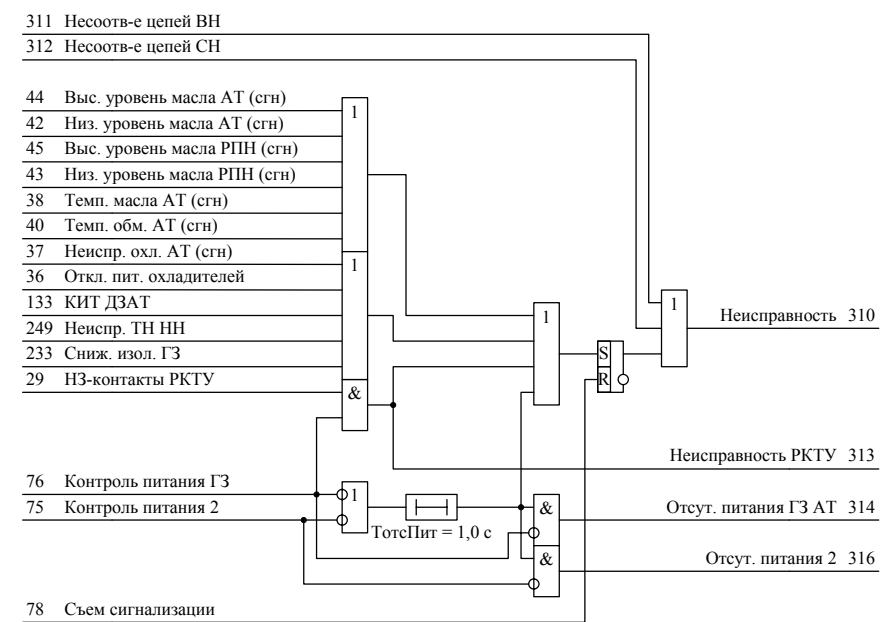 311 Несоотв-е цепей ВН
312 Несоотв-е цепей СН
44 Выс. уровень масла АТ (сгн)
42 Низ. уровень масла АТ (сгн)
45 Выс. уровень масла РПН (сгн)
43 Низ. уровень масла РПН (сгн)
38 Темп. масла АТ (сгн)
40 Темп. обм. АТ (сгн)
37 Неиспр. охл. АТ (сгн)
36 Откл. пит. охладителей
133 КИТ ДЗАТ
249 Неиспр. ТН НН
233 Сниж. изол. ГЗ
29 НЗ-контакты РКТУ
1
1
&
1
S
R
1
Неисправность 310
Неисправность РКТУ 313
76 Контроль питания ГЗ
75 Контроль питания 2
1
TотсПит = 1,0 с
&
&
Отсут. питания ГЗ АТ 314
Отсут. питания 2 316
78 Съем сигнализации